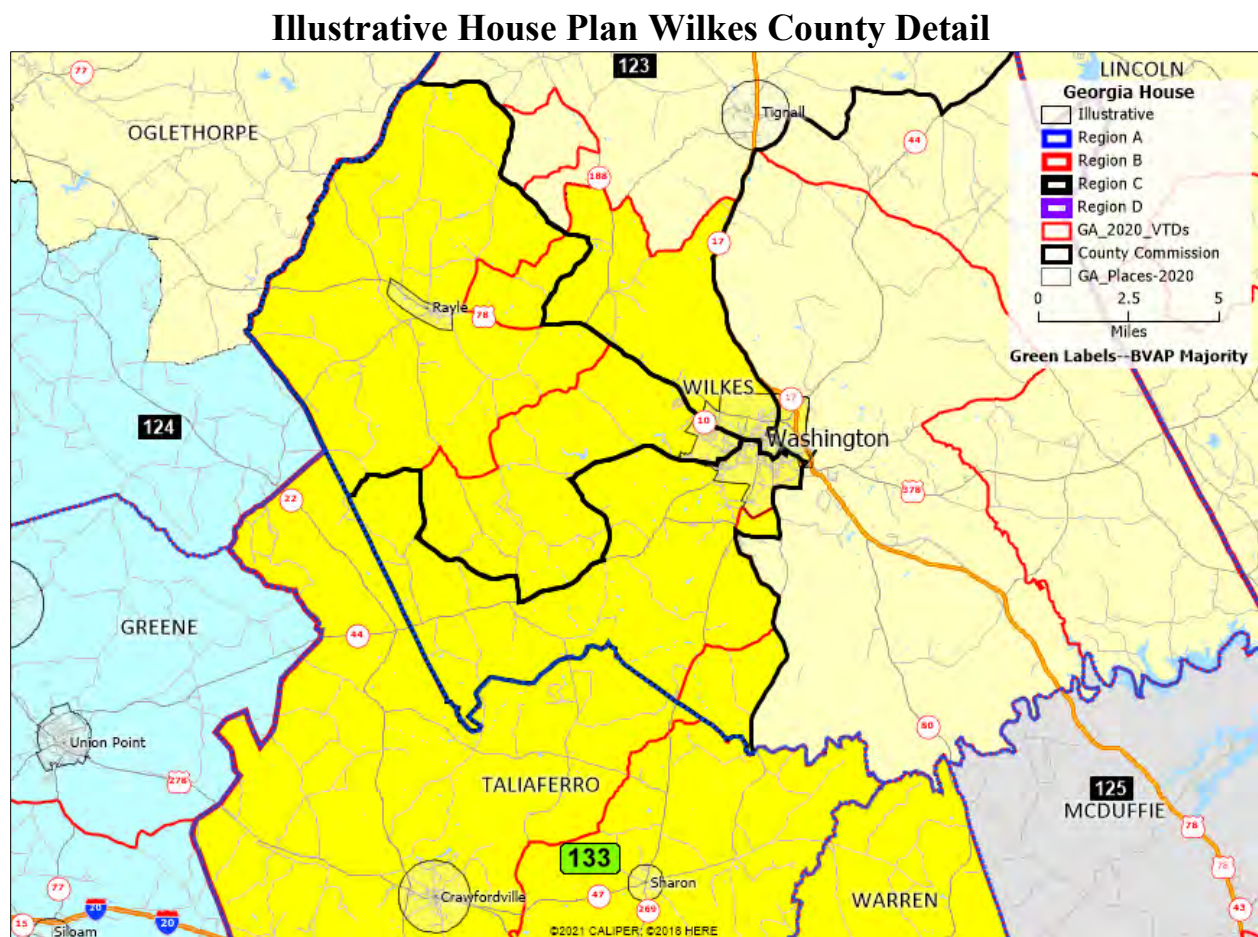 Illustrative House Plan Wilkes County Detail
77
123
LINCOLN
Georgia House
Illustrative
Region A
Region B
Region C
Region D
GA_2020_VTDs
County Commission
GA_Places-2020
0 2.5 5
Miles
Green Labels--BVAP Majority
Tignall
OGLETHORPE
44
188
17
Rayle
78
WILKES
17
10
Washington
124
378
22
GREENE
44
80
Union Point
278
TALIAFERRO
125
MCDUFFIE
78
78
133
Sharon
77
Crawfordville
47
WARREN
269
43
20
15
20
Siloam
©2021 CALIPER; ©2018 HERE